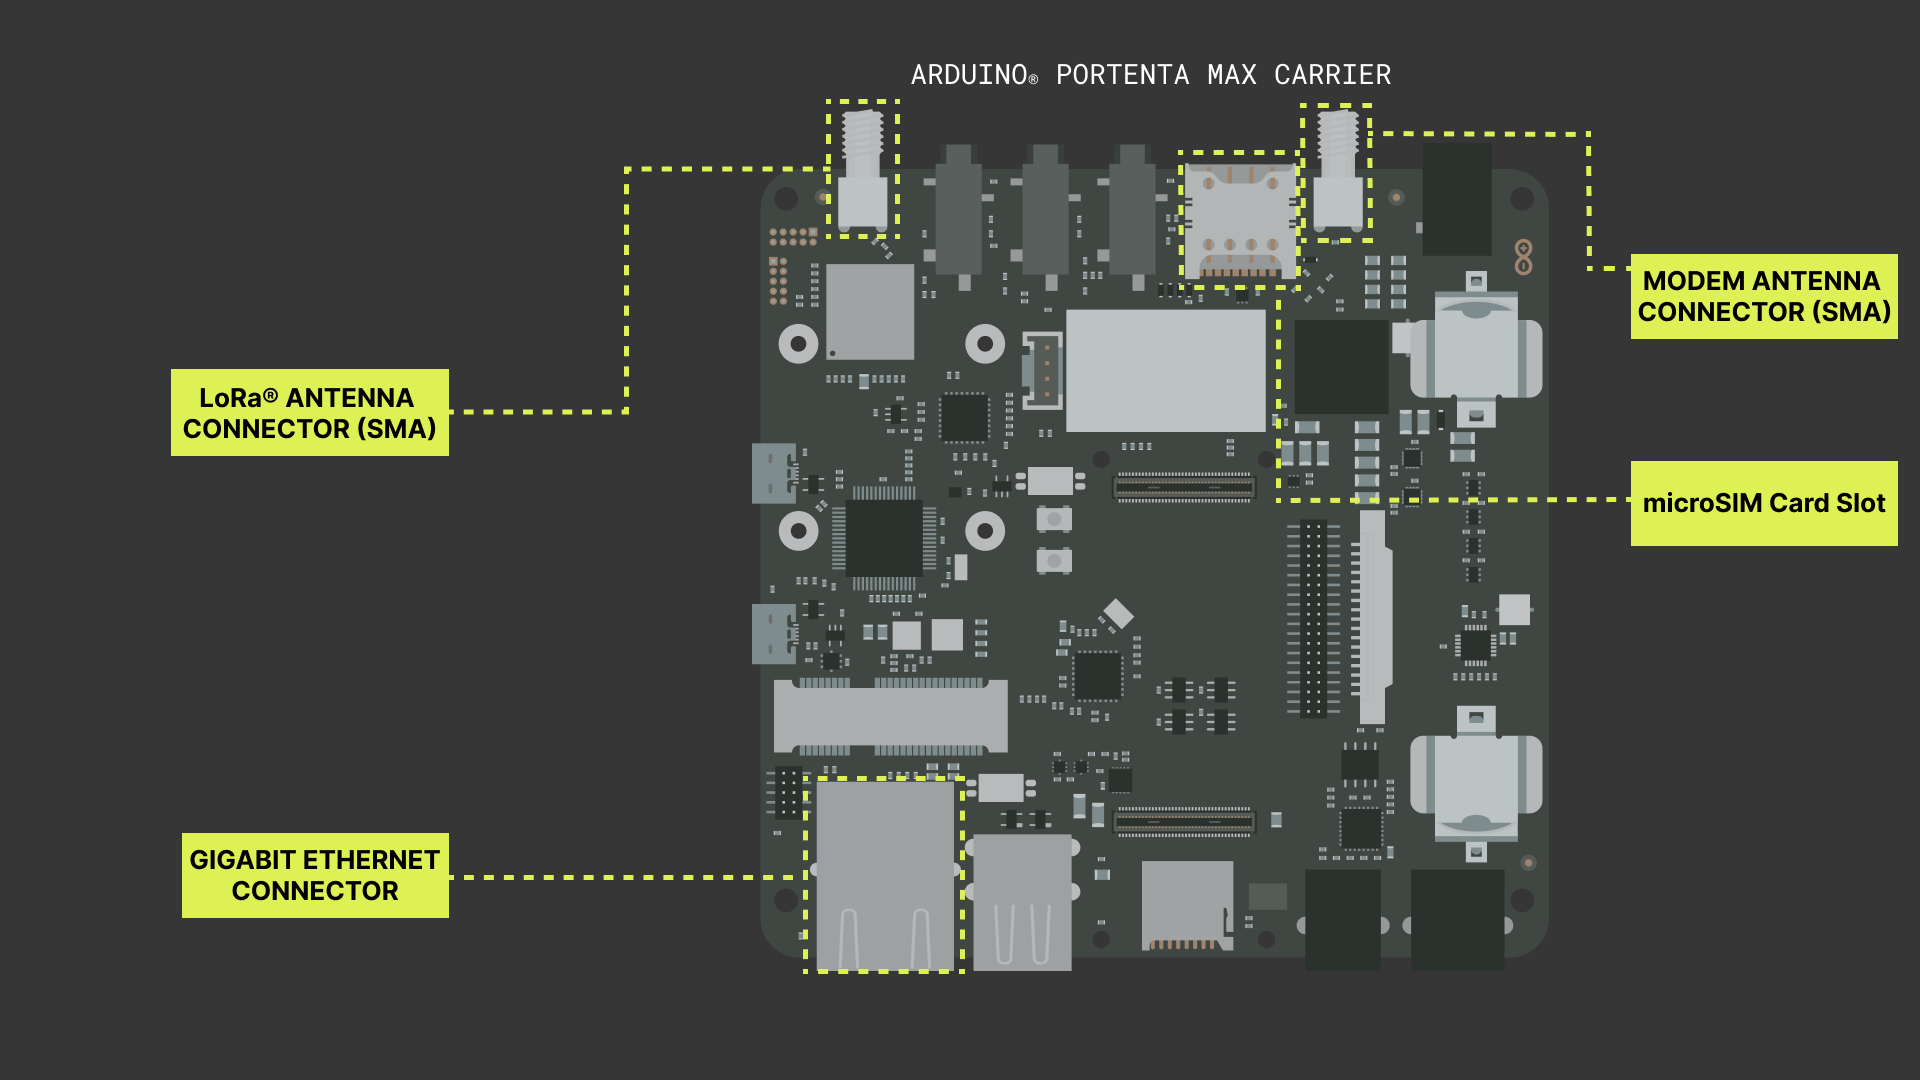 ARDUINO® PORTENTA MAX CARRIER
MODEM ANTENNA
CONNECTOR (SMA)
LoRa® ANTENNA
CONNECTOR (SMA)
microSIM Card Slot
GIGABIT ETHERNET
CONNECTOR